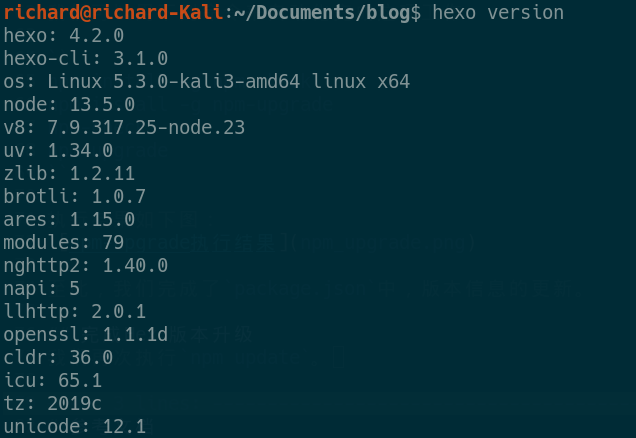 richard@richard-Kali:~/Documents/blog$ hexo version
hexo: 4.2.0
hexo-cli: 3.1.0
os: Linux 5.3.0-kali3-amd64 linux x64
node: 13.5.0
v8: 7.9.317.25-node.23
uv: 1.34.0
zlib: 1.2.11
brotli: 1.0.7
ares: 1.15.0
modules: 79
nghttp2: 1.40.0
napi: 5
llhttp: 2.0.1
openssl: 1.1.1d
cldr: 36.0
icu: 65.1
tz: 2019c
unicode: 12.1